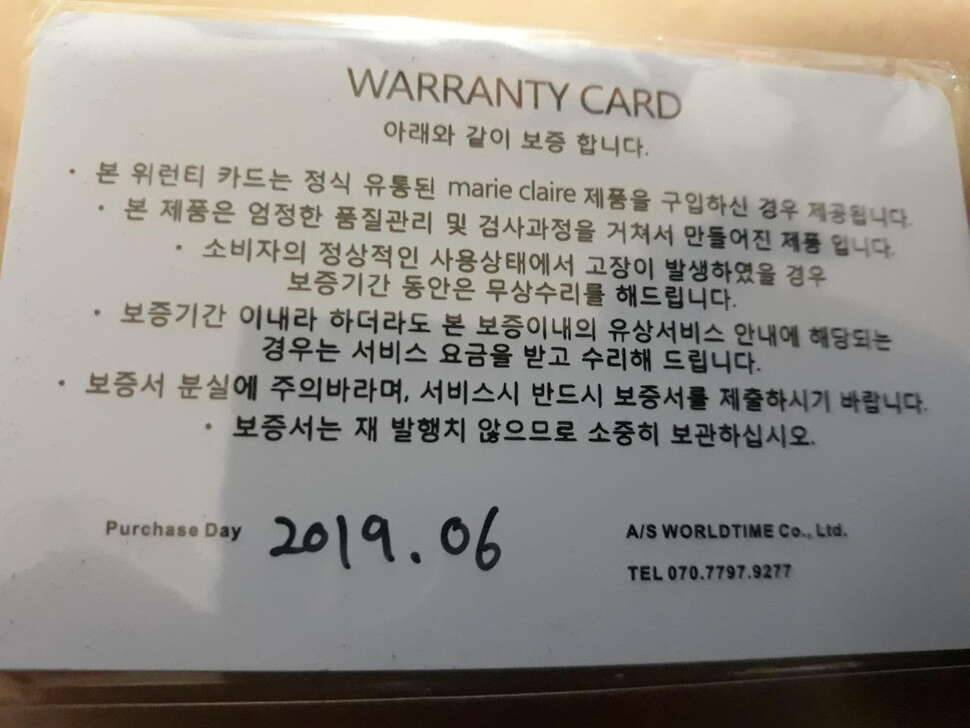 WARRANTY CARD
아래와 같이 보증 합니다.
· 본 워런티 카드는 정식 유통된 marie claire 제품을 구입하신 경우 제공됩니다.
· 본 제품은 엄정한 품질관리 및 검사과정을 거쳐서 만들어진 제품 입니다.
· 소비자의 정상적인 사용상태에서 고장이 발생하였을 경우
보증기간 동안은 무상수리를 해드립니다.
· 보증기간 이내라 하더라도 본 보증이내의 유상서비스 안내에 해당되는
경우는 서비스 요금을 받고 수리해 드립니다.
· 보증서 분실에 주의바라며, 서비스시 반드시 보증서를 제출하시기 바랍니다.
· 보증서는 재 발행치 않으므로 소중히 보관하십시오.
Purchase Day 2019.06
A/S WORLDTIME Co., Ltd.
TEL 070.7797.9277